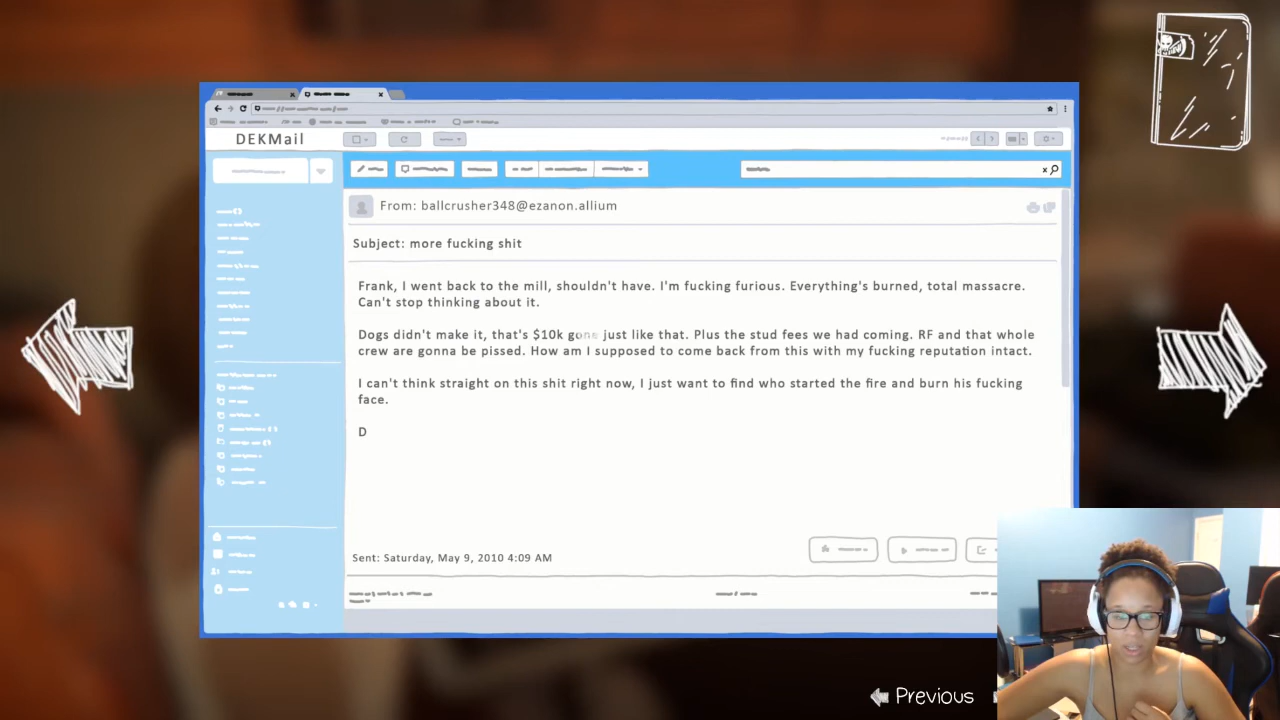 DEKMail
From: ballcrusher348@ezanon.allium
Subject: more fucking shit
Frank, I went back to the mill, shouldn't have. I'm fucking furious. Everything's burned, total massacre.
Can't stop thinking about it.
Dogs didn't make it, that's $10k gone just like that. Plus the stud fees we had coming. RF and that whole
crew are gonna be pissed. How am I supposed to come back from this with my fucking reputation intact.
I can't think straight on this shit right now, I just want to find who started the fire and burn his fucking
face.
D
Sent: Saturday, May 9, 2010 4:09 AM
Previous